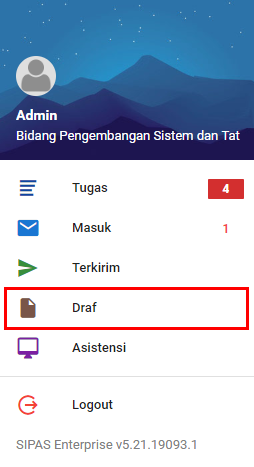 Admin
Bidang Pengembangan Sistem dan Tat
Tugas 4
Masuk 1
Terkirim
Draf
Asistensi
Logout
SIPAS Enterprise v5.21.19093.1